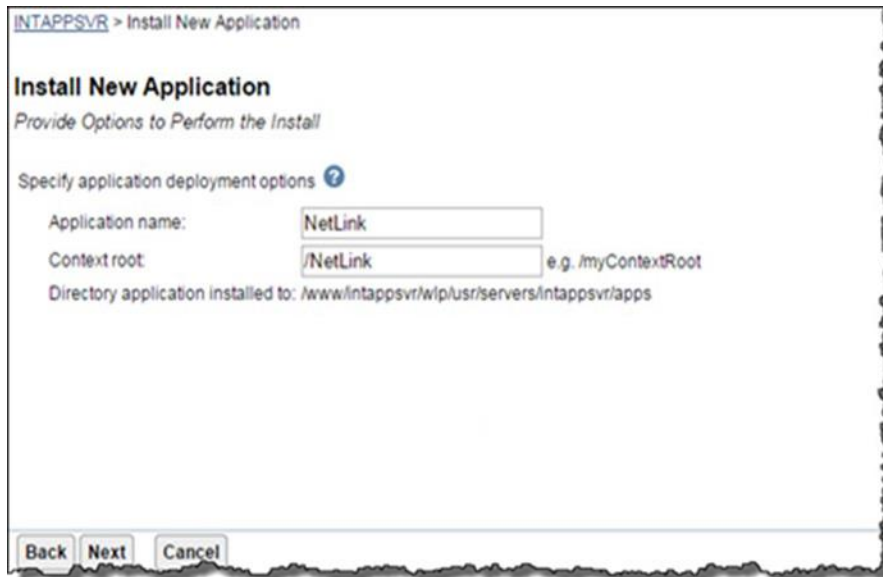 INTAPPSVR > Install New Application
Install New Application
Provide Options to Perform the Install
Specify application deployment options ?
Application name: NetLink
Context root: /NetLink e.g. /myContextRoot
Directory application installed to: /www/intappsvr/wlp/usr/servers/intappsvr/apps
Back Next Cancel